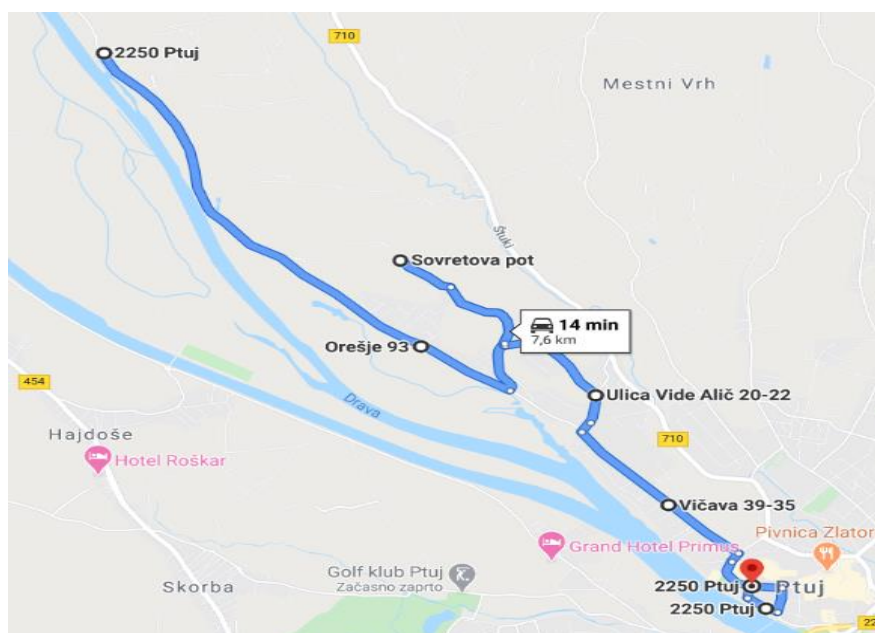 710
2250 Ptuj
Mestni Vrh
Štuki
Sovretova pot
14 min
7,6 km
Orešje 93
454
Drava
Ulica Vide Alič 20-22
Hajdoše
710
Hotel Roškar
Vičava 39-35
Pivnica Zlator
Grand Hotel Primus
Golf klub Ptuj
Začasno zaprto
Skorba
2250 Ptuj
Ptuj
2250 Ptuj
22